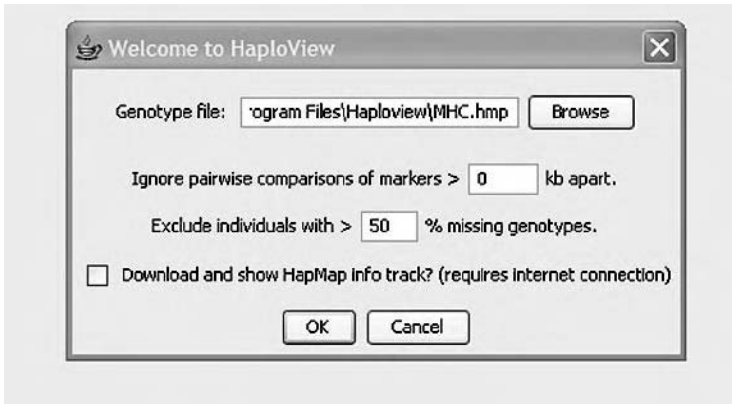 Welcome to HaploView
Genotype file: rogram Files\Haploview\MHC.hmp Browse
Ignore pairwise comparisons of markers > 0 kb apart.
Exclude individuals with > 50 % missing genotypes.
Download and show HapMap info track? (requires internet connection)
OK Cancel